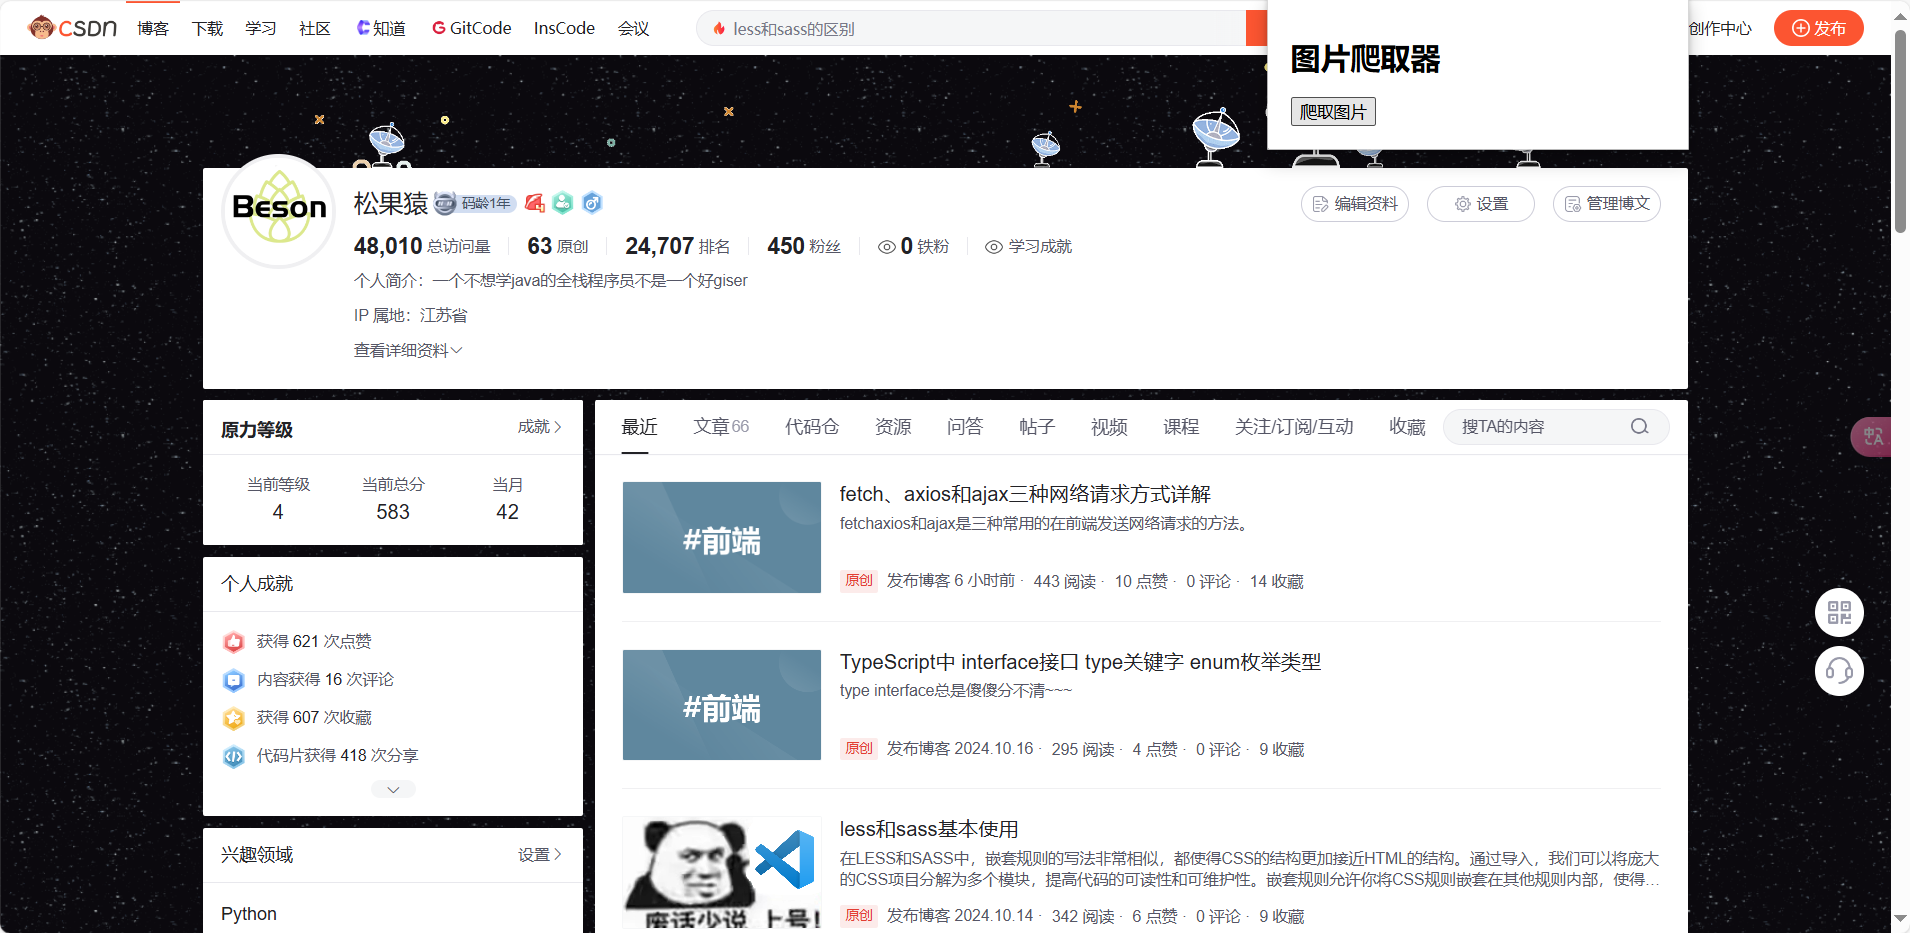 CSDN 博客 下载 学习 社区 知道 GitCode InsCode 会议 less和sass的区别 创作中心 发布
图片爬取器
爬取图片
Beson
松果猿 码龄1年
编辑资料 设置 管理博文
48,010 总访问量 63 原创 24,707 排名 450 粉丝 0 铁粉 学习成就
个人简介：一个不想学java的全栈程序员不是一个好giser
IP 属地：江苏省
查看详细资料
原力等级 成就
当前等级 当前总分 当月
4 583 42
个人成就
获得 621 次点赞
内容获得 16 次评论
获得 607 次收藏
代码片获得 418 次分享
兴趣领域 设置
Python
最近 文章66 代码仓 资源 问答 帖子 视频 课程 关注/订阅/互动 收藏 搜TA的内容
#前端
fetch、axios和ajax三种网络请求方式详解
fetchaxios和ajax是三种常用的在前端发送网络请求的方法。
原创 发布博客 6 小时前 · 443 阅读 · 10 点赞 · 0 评论 · 14 收藏
#前端
TypeScript中 interface接口 type关键字 enum枚举类型
type interface总是傻傻分不清~~~
原创 发布博客 2024.10.16 · 295 阅读 · 4 点赞 · 0 评论 · 9 收藏
废话少说 上号!
less和sass基本使用
在LESS和SASS中，嵌套规则的写法非常相似，都使得CSS的结构更加接近HTML的结构。通过导入，我们可以将庞大
的CSS项目分解为多个模块，提高代码的可读性和可维护性。嵌套规则允许你将CSS规则嵌套在其他规则内部，使得…
原创 发布博客 2024.10.14 · 342 阅读 · 6 点赞 · 0 评论 · 9 收藏